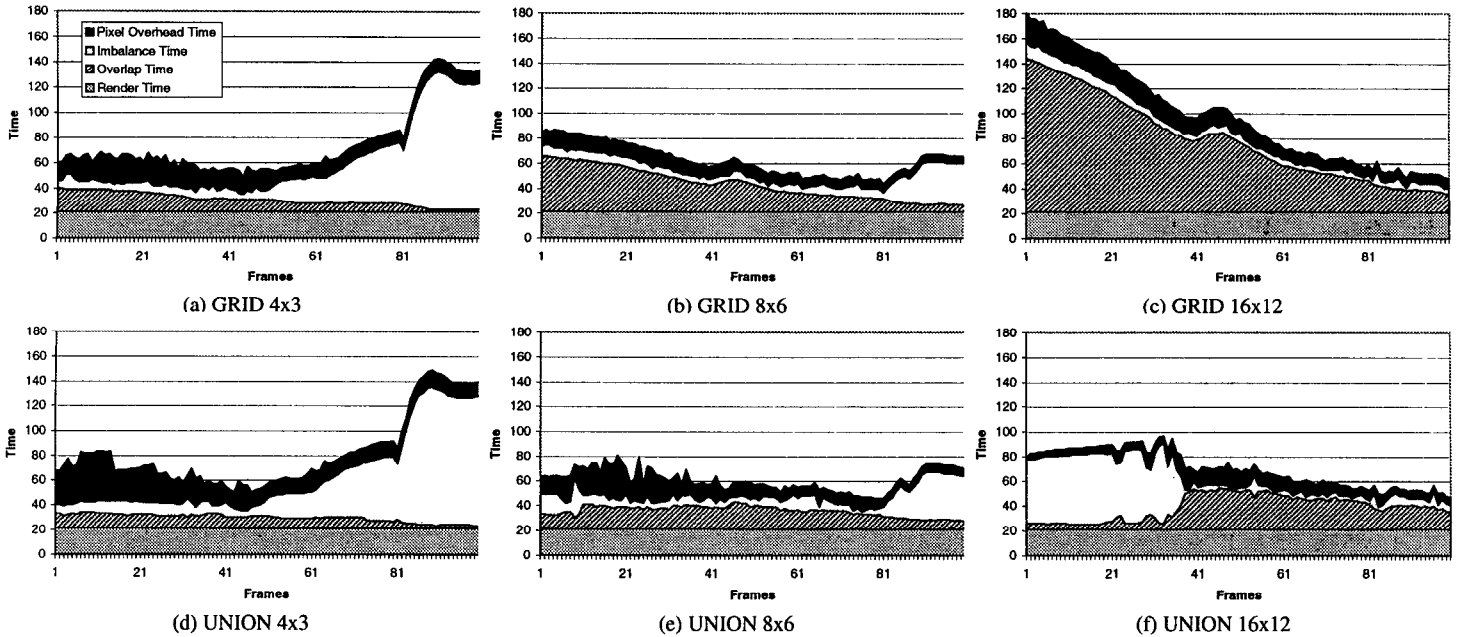 180
160
140
120
100
80
60
40
20
0
Time
Pixel Overhead Time
Imbalance Time
Overlap Time
Render Time
1 21 41 61 81
Frames
(a) GRID 4x3
180
160
140
120
100
80
60
40
20
0
Time
1 21 41 61 81
Frames
(b) GRID 8x6
180
160
140
120
100
80
60
40
20
0
Time
1 21 41 61 81
Frames
(c) GRID 16x12
180
160
140
120
100
80
60
40
20
0
Time
1 21 41 61 81
Frames
(d) UNION 4x3
180
160
140
120
100
80
60
40
20
0
Time
1 21 41 61 81
Frames
(e) UNION 8x6
180
160
140
120
100
80
60
40
20
0
Time
1 21 41 61 81
Frames
(f) UNION 16x12